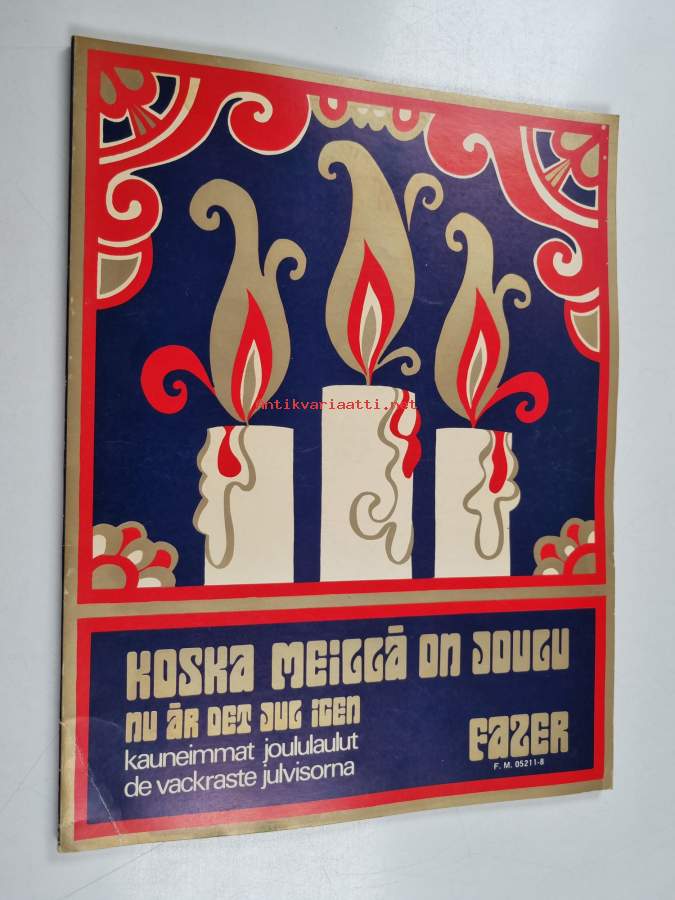 antikvariaatti.net
KOSKA MEILLÄ ON JOULU
NU ÄR DET JUL IGEN
kauneimmat joululaulut
de vackraste julvisorna
FAZER
F. M. 05211-8